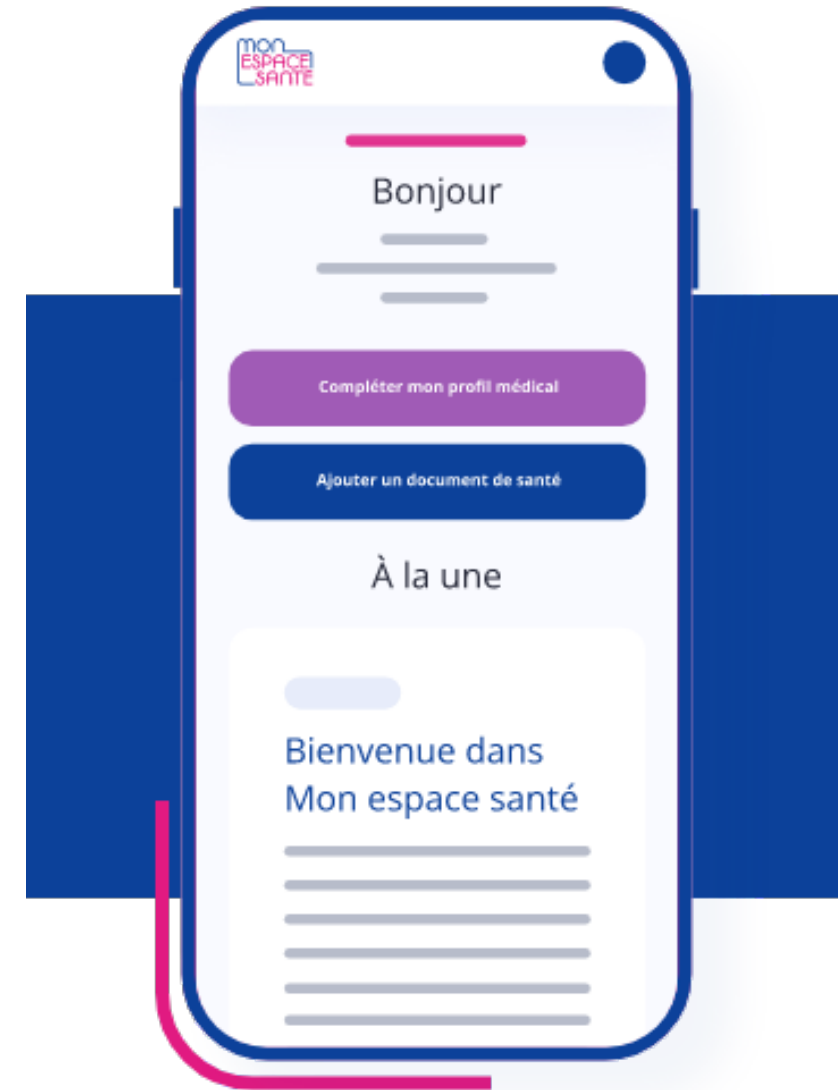 mon
ESPACE
SANTÉ
Bonjour
Compléter mon profil médical
Ajouter un document de santé
À la une
Bienvenue dans
Mon espace santé